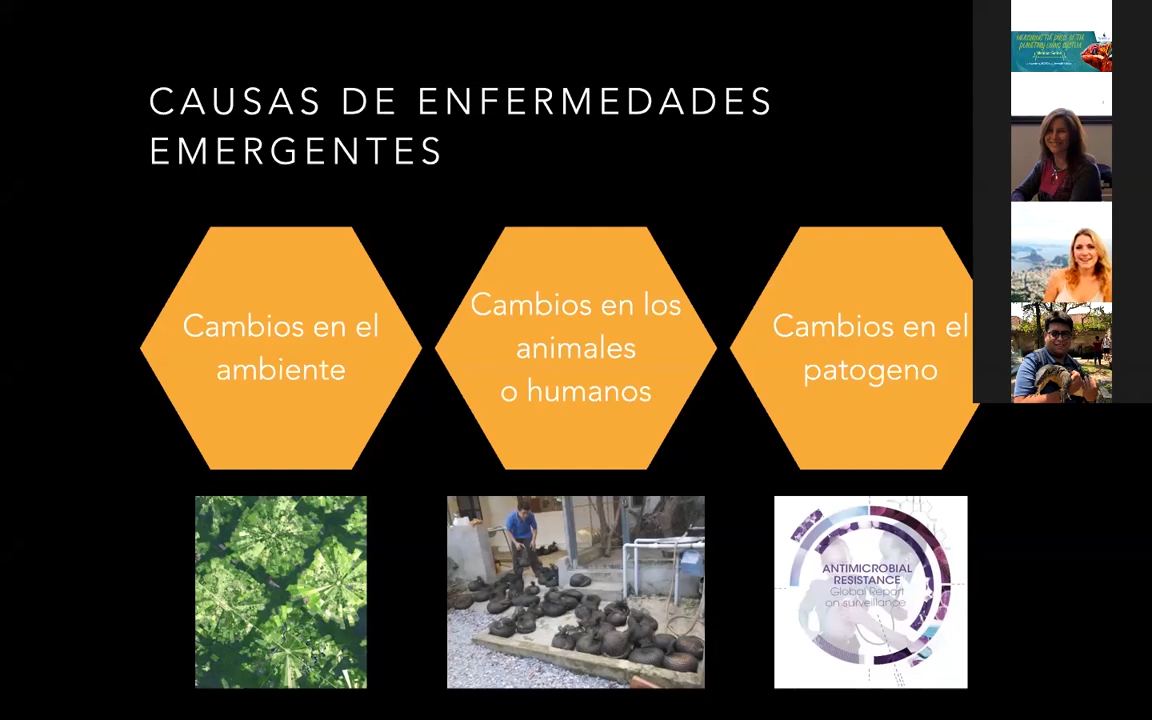 CAUSAS DE ENFERMEDADES
EMERGENTES
Cambios en el
ambiente
Cambios en los
animales
o humanos
Cambios en el
patogeno
ANTIMICROBIAL
RESISTANCE
Global Report
on surveillance